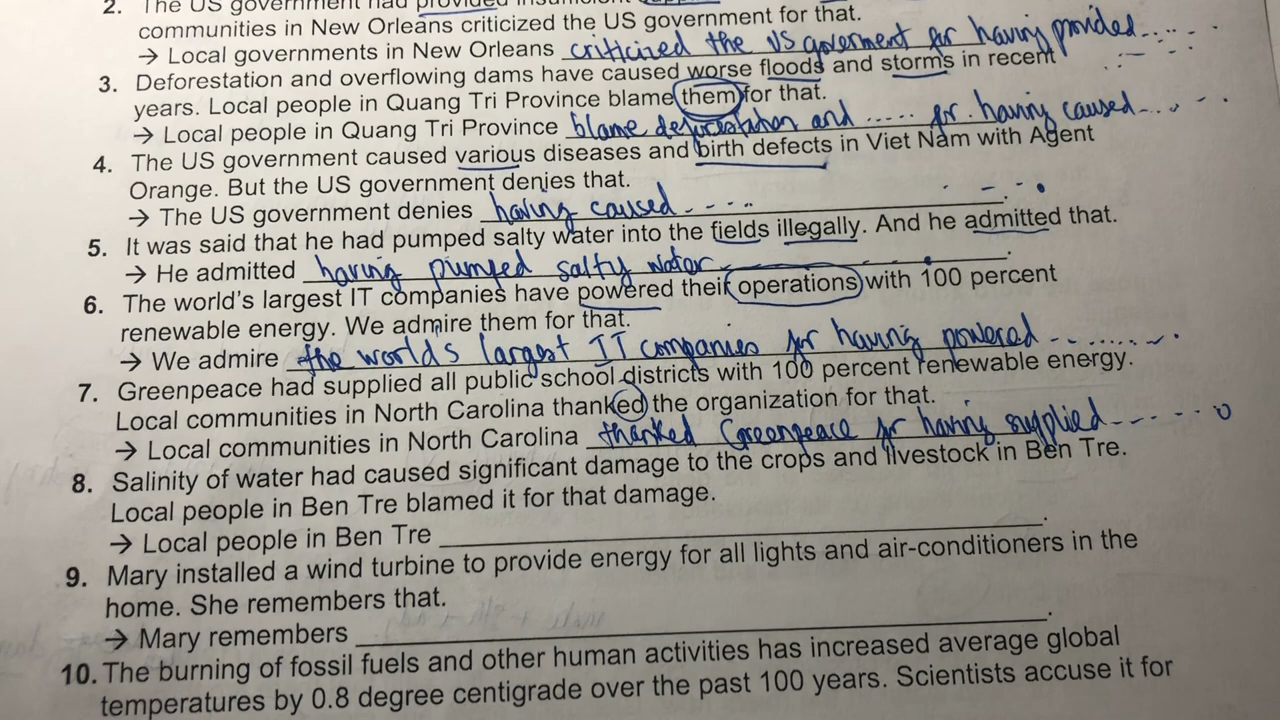 2. The US government had provided insufficient
communities in New Orleans criticized the US government for that.
→ Local governments in New Orleans criticized the US goverment for having provided.....
3. Deforestation and overflowing dams have caused worse floods and storms in recent
years. Local people in Quang Tri Province blame them for that.
→ Local people in Quang Tri Province blame deforestation and ..... for having caused.....
4. The US government caused various diseases and birth defects in Viet Nam with Agent
Orange. But the US government denies that.
→ The US government denies having caused.....
5. It was said that he had pumped salty water into the fields illegally. And he admitted that.
→ He admitted having pumped salty water
6. The world's largest IT companies have powered their operations with 100 percent
renewable energy. We admire them for that.
→ We admire the world's largest IT companies for having powered ........
7. Greenpeace had supplied all public school districts with 100 percent renewable energy.
Local communities in North Carolina thanked the organization for that.
→ Local communities in North Carolina thanked Greenpeace for having supplied.....
8. Salinity of water had caused significant damage to the crops and livestock in Ben Tre.
Local people in Ben Tre blamed it for that damage.
→ Local people in Ben Tre ____.
9. Mary installed a wind turbine to provide energy for all lights and air-conditioners in the
home. She remembers that.
→ Mary remembers ____.
10. The burning of fossil fuels and other human activities has increased average global
temperatures by 0.8 degree centigrade over the past 100 years. Scientists accuse it for